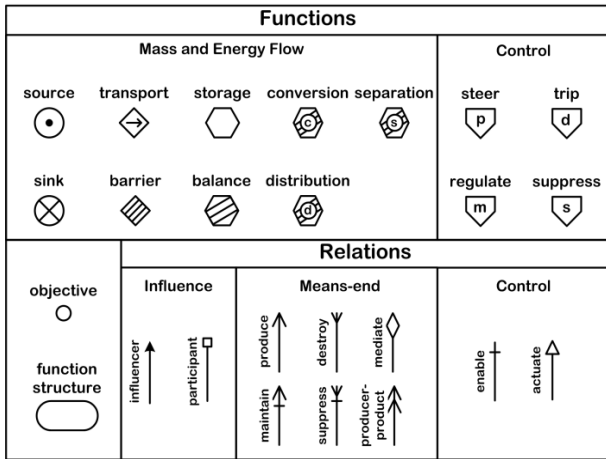 Functions
Mass and Energy Flow
Control
source transport storage conversion separation
c
s
steer trip
p
d
sink barrier balance distribution
d
regulate suppress
m
s
Relations
objective
function
structure
Influence
influencer
participant
Means-end
produce
destroy
mediate
maintain
suppress
producer-
product
Control
enable
actuate